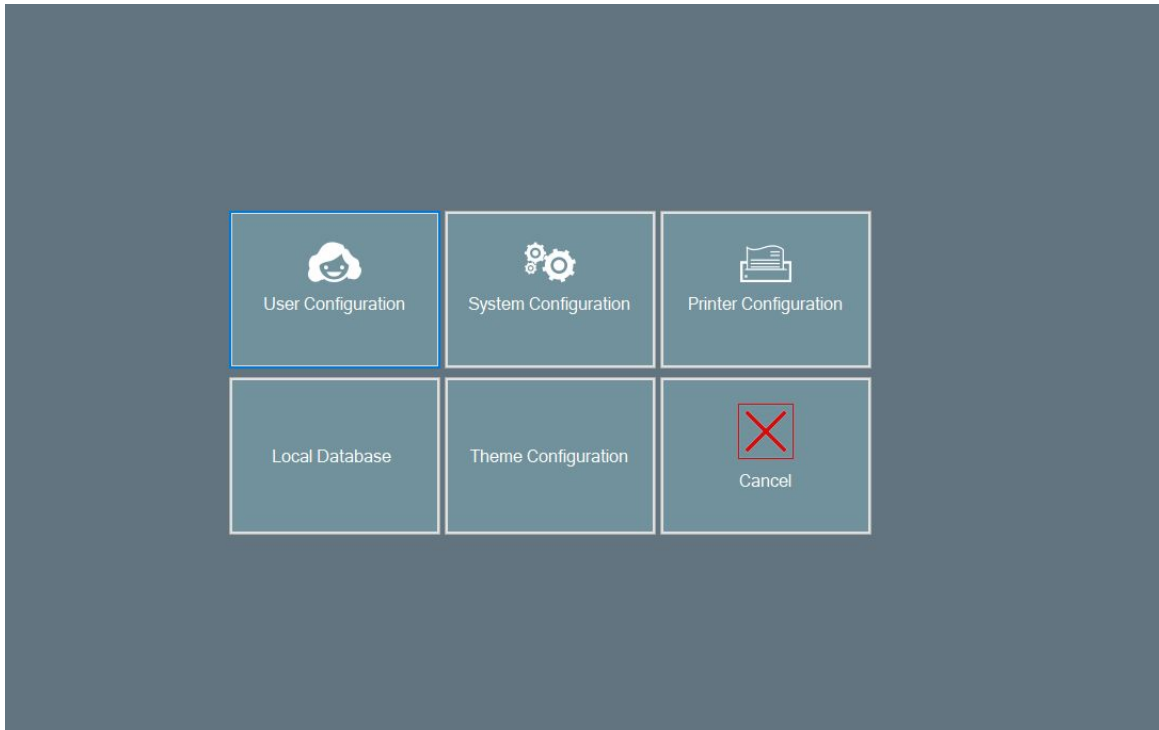 User Configuration
System Configuration
Printer Configuration
Local Database
Theme Configuration
Cancel